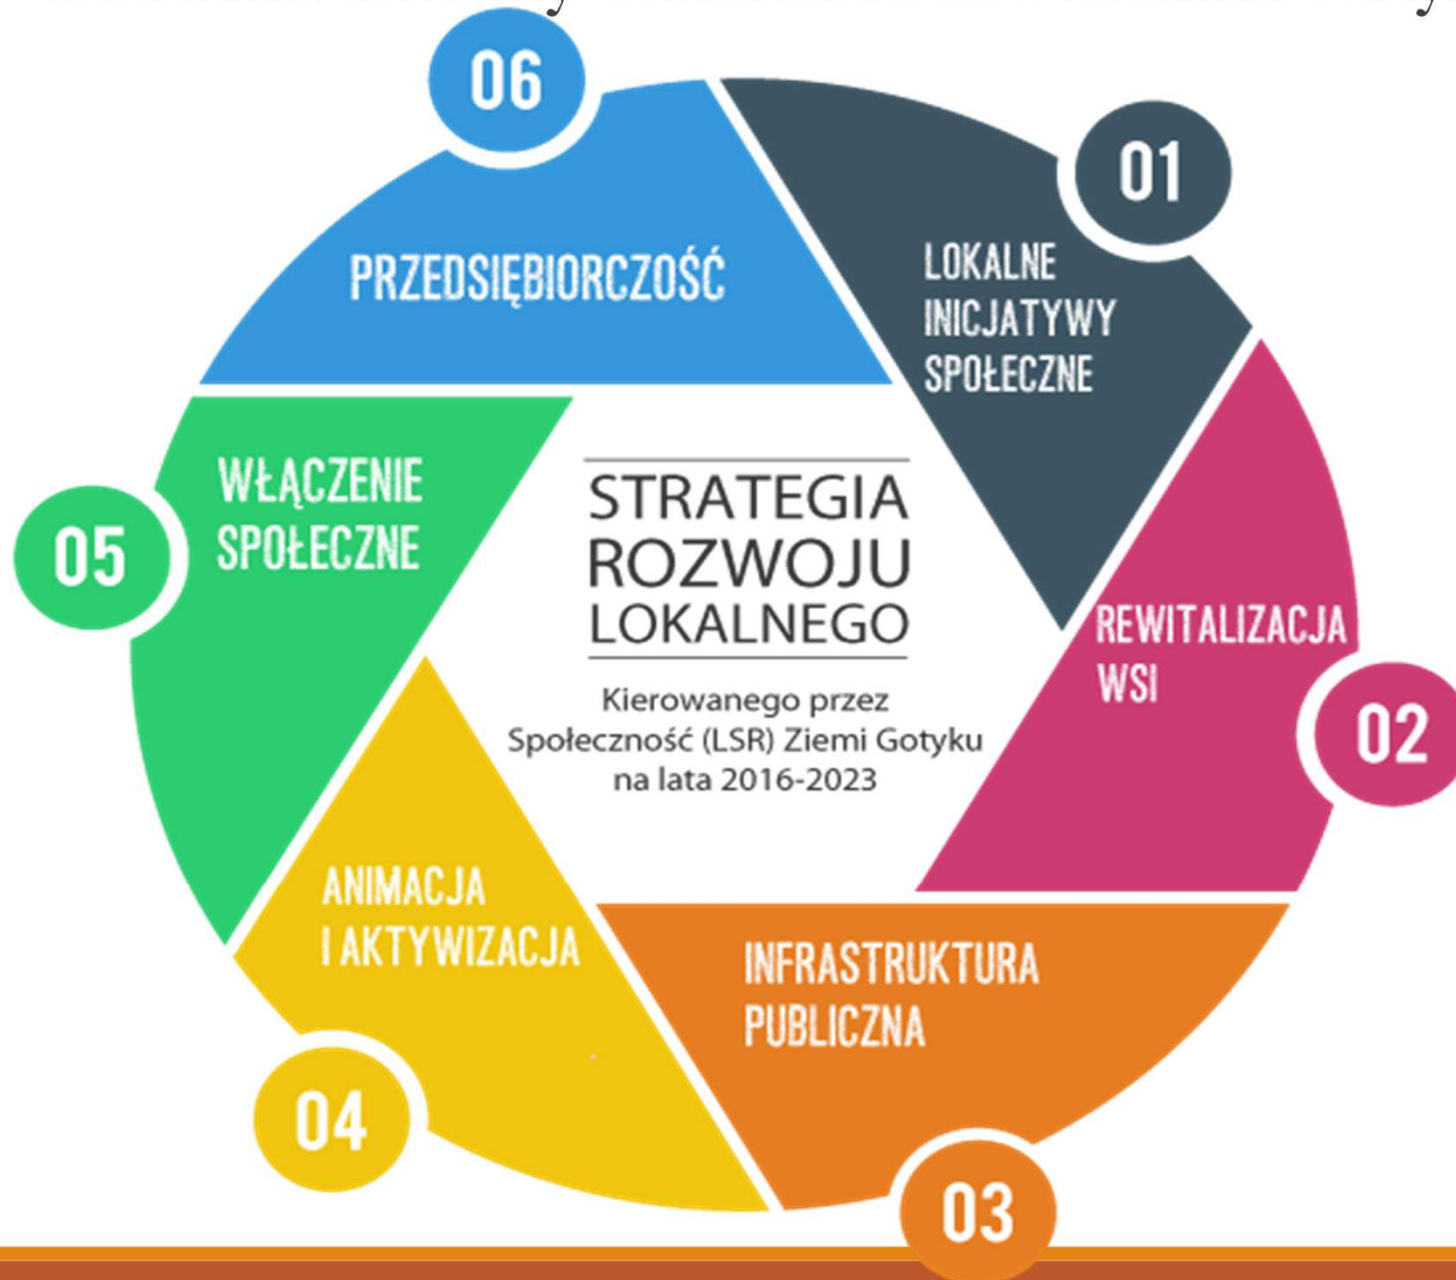 06
PRZEDSIĘBIORCZOŚĆ
01
LOKALNE
INICJATYWY
SPOŁECZNE
WŁĄCZENIE
SPOŁECZNE
05
STRATEGIA
ROZWOJU
LOKALNEGO
Kierowanego przez
Społeczność (LSR) Ziemi Gotyku
na lata 2016-2023
REWITALIZACJA
WSI
02
ANIMACJA
I AKTYWIZACJA
04
INFRASTRUKTURA
PUBLICZNA
03